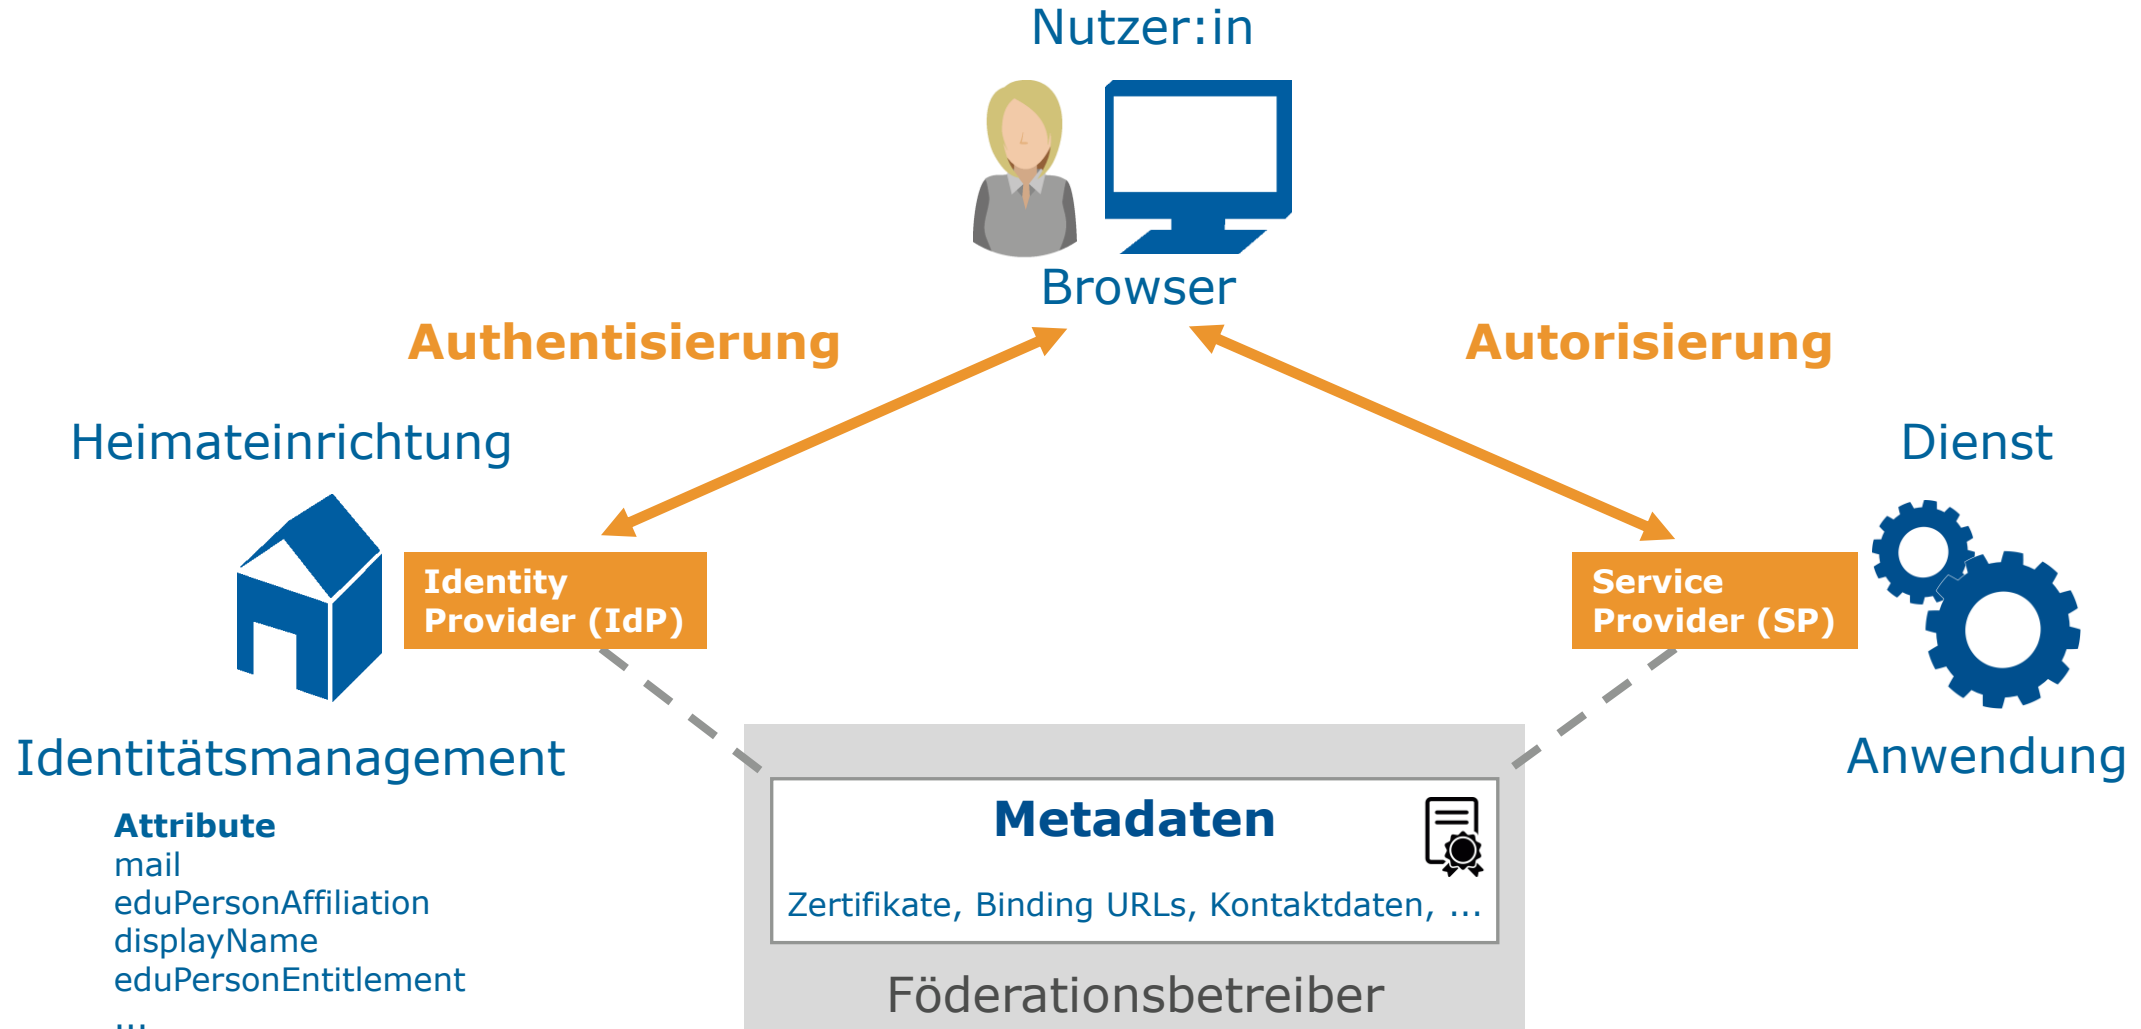 Nutzer:in
Browser
Authentisierung
Autorisierung
Heimateinrichtung
Dienst
Identity
Provider (IdP)
Service
Provider (SP)
Identitätsmanagement
Anwendung
Attribute
mail
eduPersonAffiliation
displayName
eduPersonEntitlement
...
Metadaten
Zertifikate, Binding URLs, Kontaktdaten, ...
Föderationsbetreiber